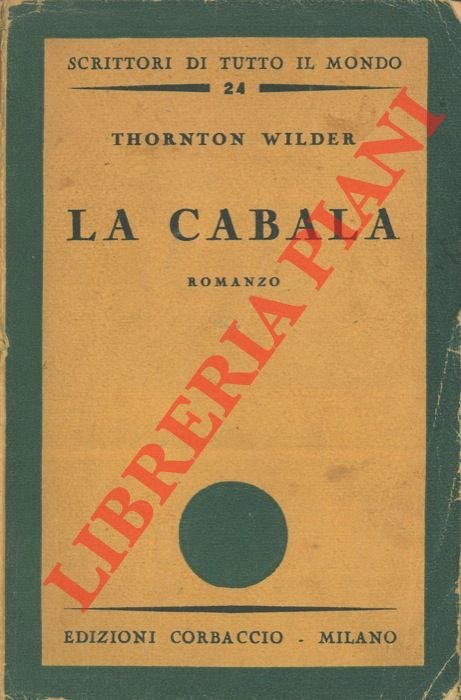 SCRITTORI DI TUTTO IL MONDO
24
THORNTON WILDER
LA CABALA
ROMANZO
LIBRERIA PIANI
EDIZIONI CORBACCIO - MILANO